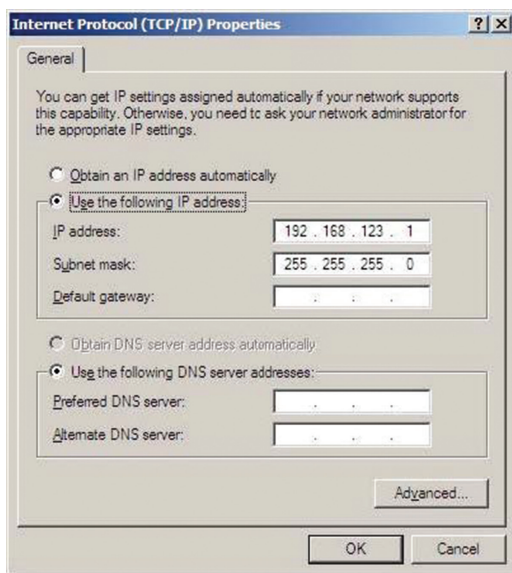 Internet Protocol (TCP/IP) Properties
General
You can get IP settings assigned automatically if your network supports
this capability. Otherwise, you need to ask your network administrator for
the appropriate IP settings.
Obtain an IP address automatically
Use the following IP address:
IP address: 192 . 168 . 123 . 1
Subnet mask: 255 . 255 . 255 . 0
Default gateway: . . .
Obtain DNS server address automatically
Use the following DNS server addresses:
Preferred DNS server: . . .
Alternate DNS server: . . .
Advanced...
OK Cancel